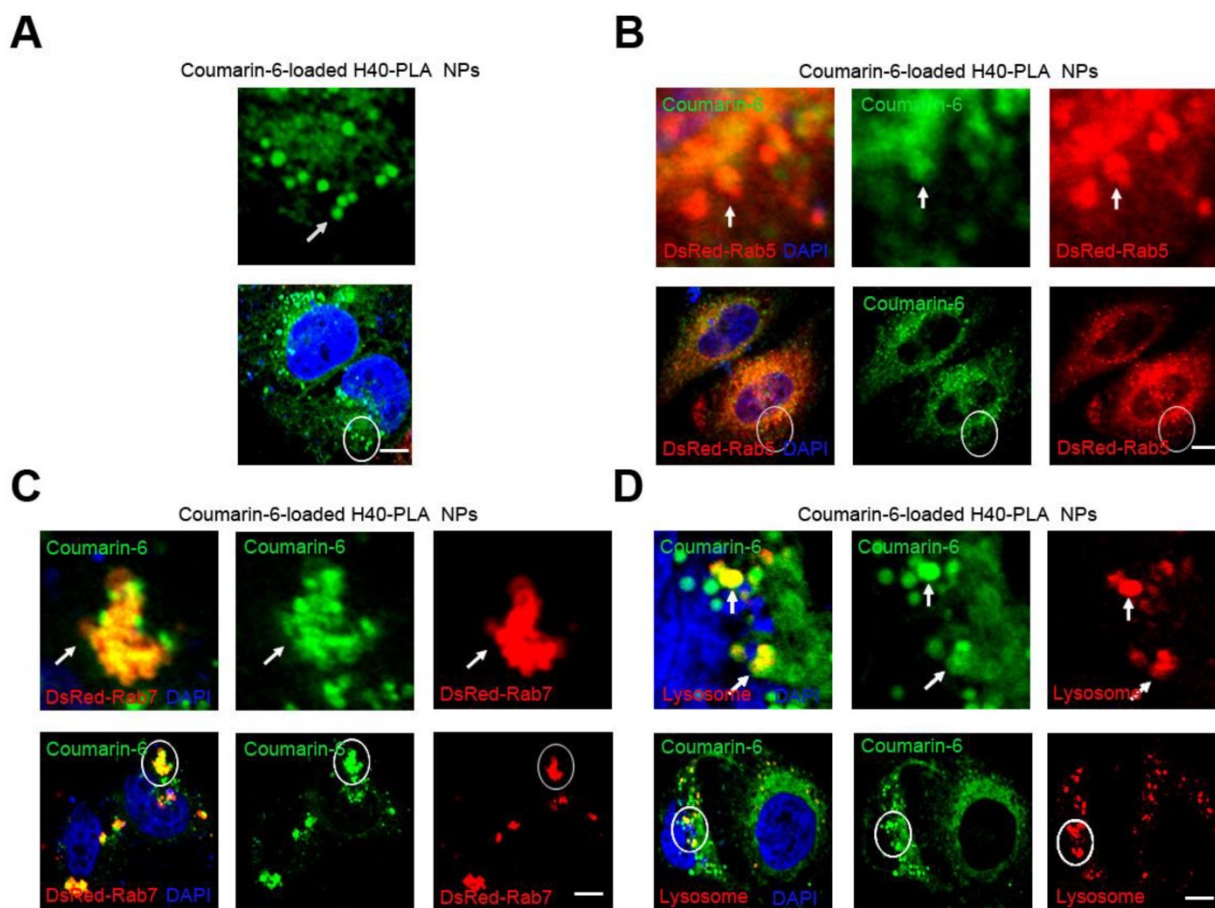 A
Coumarin-6-loaded H40-PLA NPs
B
Coumarin-6-loaded H40-PLA NPs
Coumarin-6
Coumarin-6
DsRed-Rab5 DAPI
DsRed-Rab5
Coumarin-6
DsRed-Rab5 DAPI
DsRed-Rab5
C
Coumarin-6-loaded H40-PLA NPs
Coumarin-6
Coumarin-6
DsRed-Rab7 DAPI
DsRed-Rab7
Coumarin-6
Coumarin-6
DsRed-Rab7 DAPI
DsRed-Rab7
D
Coumarin-6-loaded H40-PLA NPs
Coumarin-6
Coumarin-6
Lysosome DAPI
Lysosome
Coumarin-6
Coumarin-6
Lysosome DAPI
Lysosome